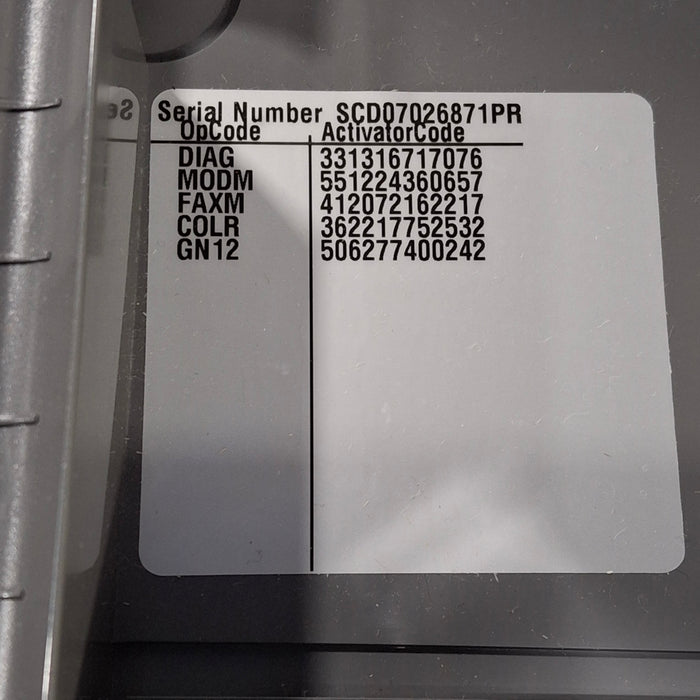 Serial Number SCD07026871PR
OpCode ActivatorCode
DIAG 331316717076
MODM 551224360657
FAXM 412072162217
COLR 362217752532
GN12 506277400242